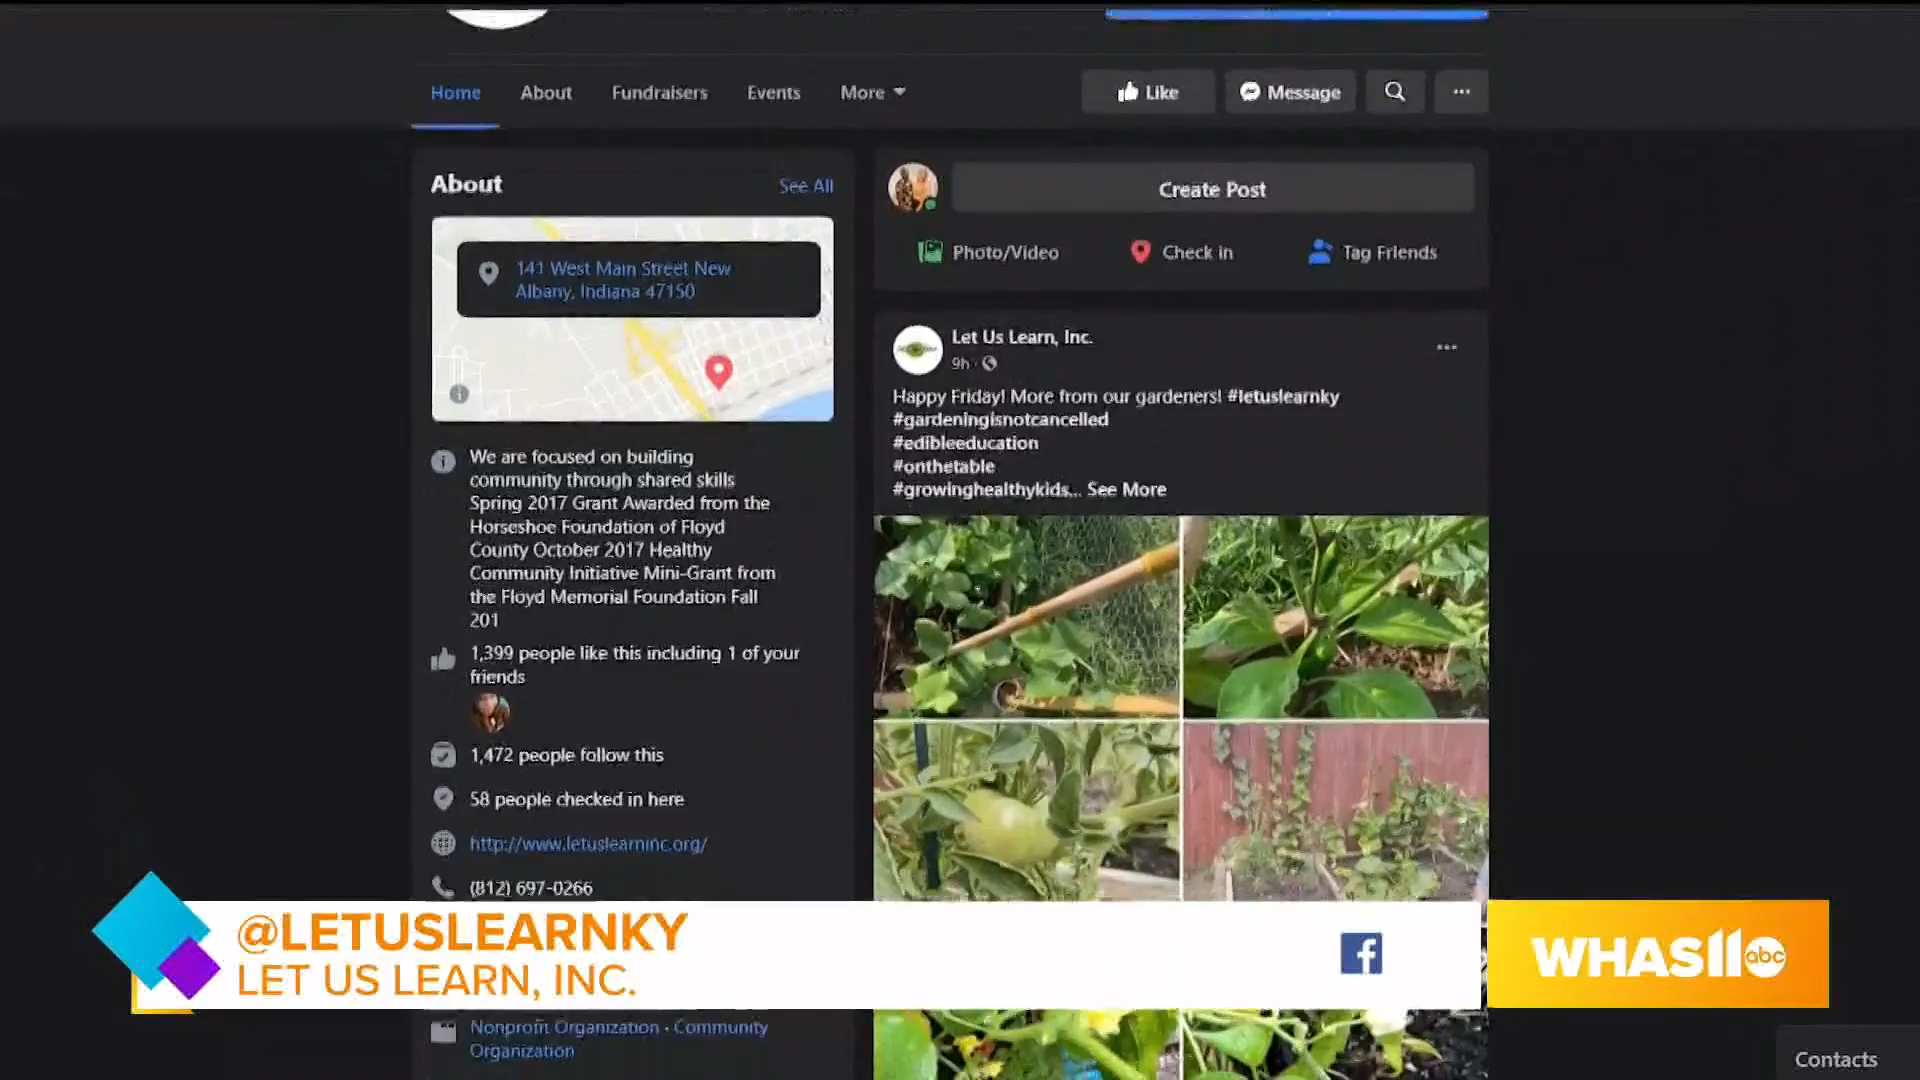 Home About Fundraisers Events More
Like Message
About See All
141 West Main Street New
Albany, Indiana 47150
We are focused on building
community through shared skills
Spring 2017 Grant Awarded from the
Horseshoe Foundation of Floyd
County October 2017 Healthy
Community Initiative Mini-Grant from
the Floyd Memorial Foundation Fall
201
1,399 people like this including 1 of your
friends
1,472 people follow this
58 people checked in here
http://www.letuslearninc.org/
(812) 697-0266
Nonprofit Organization · Community
Organization
Create Post
Photo/Video Check in Tag Friends
Let Us Learn, Inc.
9h
Happy Friday! More from our gardeners! #letuslearnky
#gardeningisnotcancelled
#edibleeducation
#onthetable
#growinghealthykids... See More
@LETUSLEARNKY
LET US LEARN, INC.
WHAS11 abc
Contacts